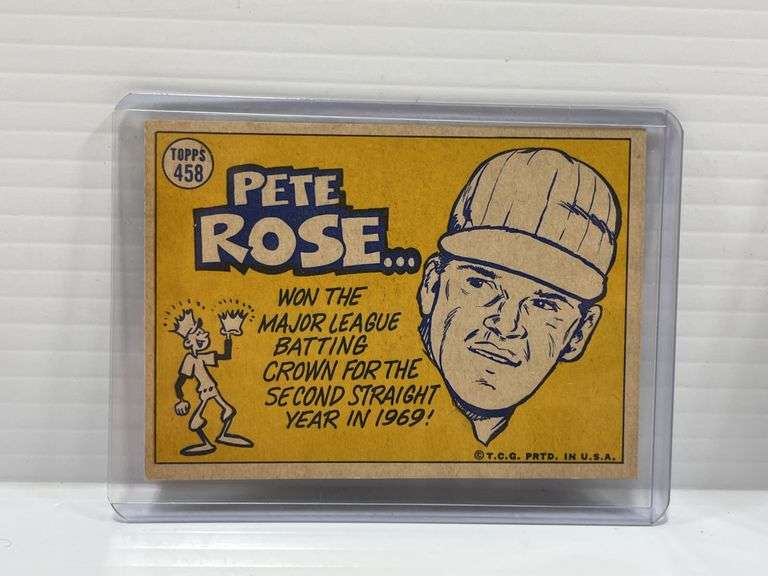 TOPPS
458
PETE
ROSE...
WON THE
MAJOR LEAGUE
BATTING
CROWN FOR THE
SECOND STRAIGHT
YEAR IN 1969!
©T.C.G. PRTD. IN U.S.A.